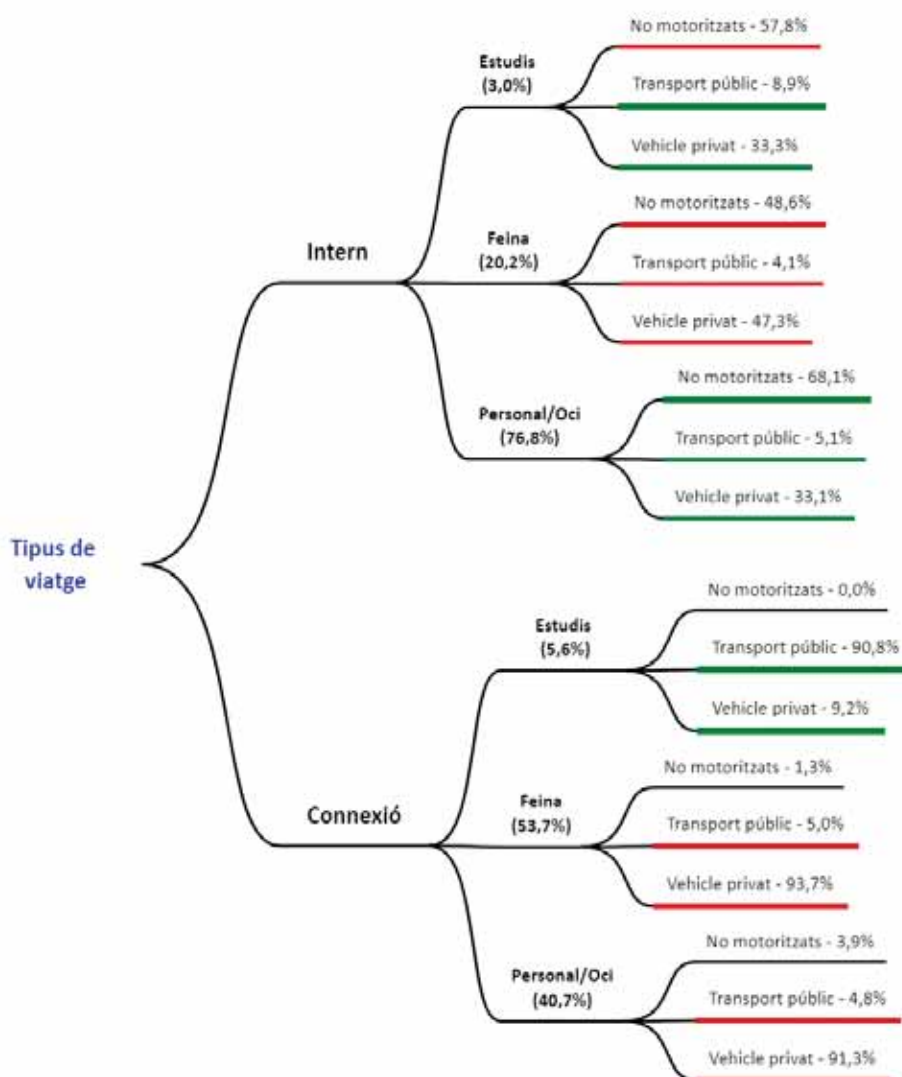 Tipus de
viatge
Intern
Estudis
(3,0%)
No motoritzats - 57,8%
Transport públic - 8,9%
Vehicle privat - 33,3%
Feina
(20,2%)
No motoritzats - 48,6%
Transport públic - 4,1%
Vehicle privat - 47,3%
Personal/Oci
(76,8%)
No motoritzats - 68,1%
Transport públic - 5,1%
Vehicle privat - 33,1%
Connexió
Estudis
(5,6%)
No motoritzats - 0,0%
Transport públic - 90,8%
Vehicle privat - 9,2%
Feina
(53,7%)
No motoritzats - 1,3%
Transport públic - 5,0%
Vehicle privat - 93,7%
Personal/Oci
(40,7%)
No motoritzats - 3,9%
Transport públic - 4,8%
Vehicle privat - 91,3%